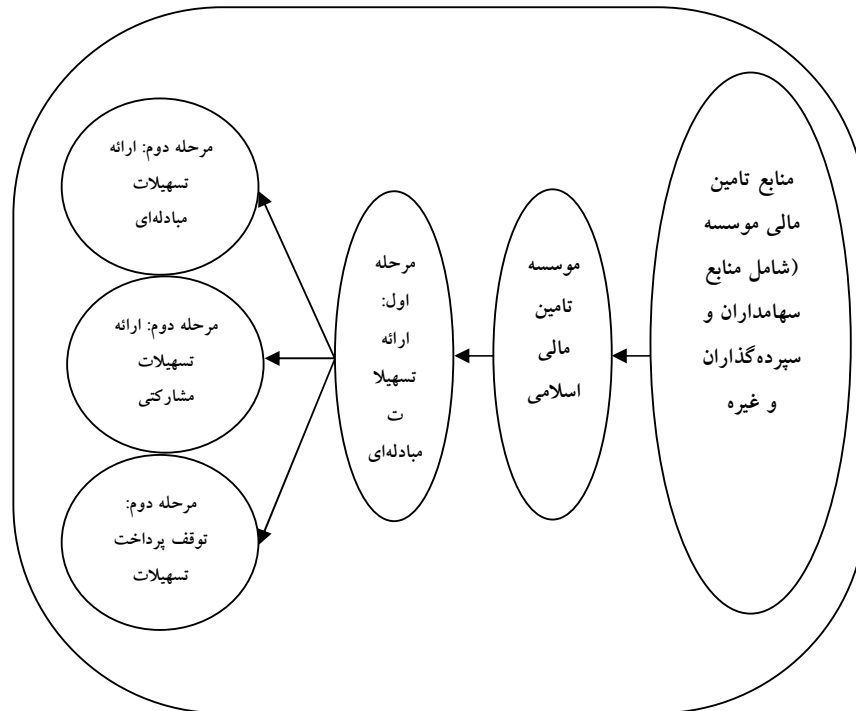 منابع تامین
مالی موسسه
(شامل منابع
سهامداران و
سپرده‌گذاران
و غیره
موسسه
تامین
مالی
اسلامی
مرحله
اول:
ارائه
تسهیلا
ت
مبادله‌ای
مرحله دوم: ارائه
تسهیلات
مبادله‌ای
مرحله دوم: ارائه
تسهیلات
مشارکتی
مرحله دوم:
توقف پرداخت
تسهیلات